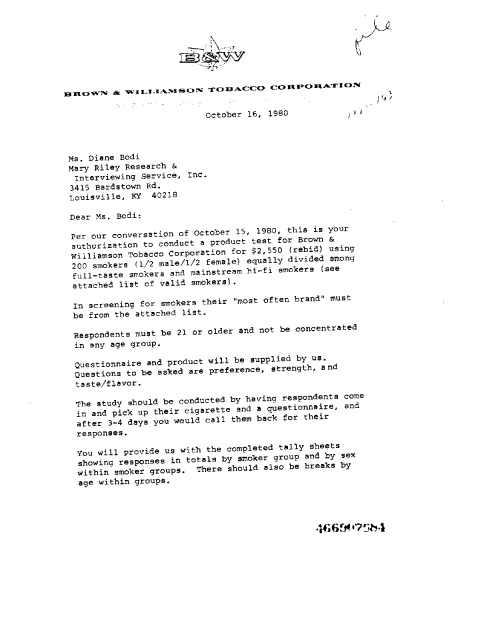 file
B&W
BROWN & WILLIAMSON TOBACCO CORPORATION
October 16, 1980
Ms. Diane Bodi
Mary Riley Research &
Interviewing Service, Inc.
3415 Bardstown Rd.
Louisville, KY 40218
Dear Ms. Bodi:
Per our conversation of October 15, 1980, this is your
authorization to conduct a product test for Brown &
Williamson Tobacco Corporation for $2,550 (rebid) using
200 smokers (1/2 male/1/2 female) equally divided among
full-taste smokers and mainstream hi-fi smokers (see
attached list of valid smokers).
In screening for smokers their "most often brand" must
be from the attached list.
Respondents must be 21 or older and not be concentrated
in any age group.
Questionnaire and product will be supplied by us.
Questions to be asked are preference, strength, and
taste/flavor.
The study should be conducted by having respondents come
in and pick up their cigarette and a questionnaire, and
after 3-4 days you would call them back for their
responses.
You will provide us with the completed tally sheets
showing responses in totals by smoker group and by sex
within smoker groups. There should also be breaks by
age within groups.
466907584